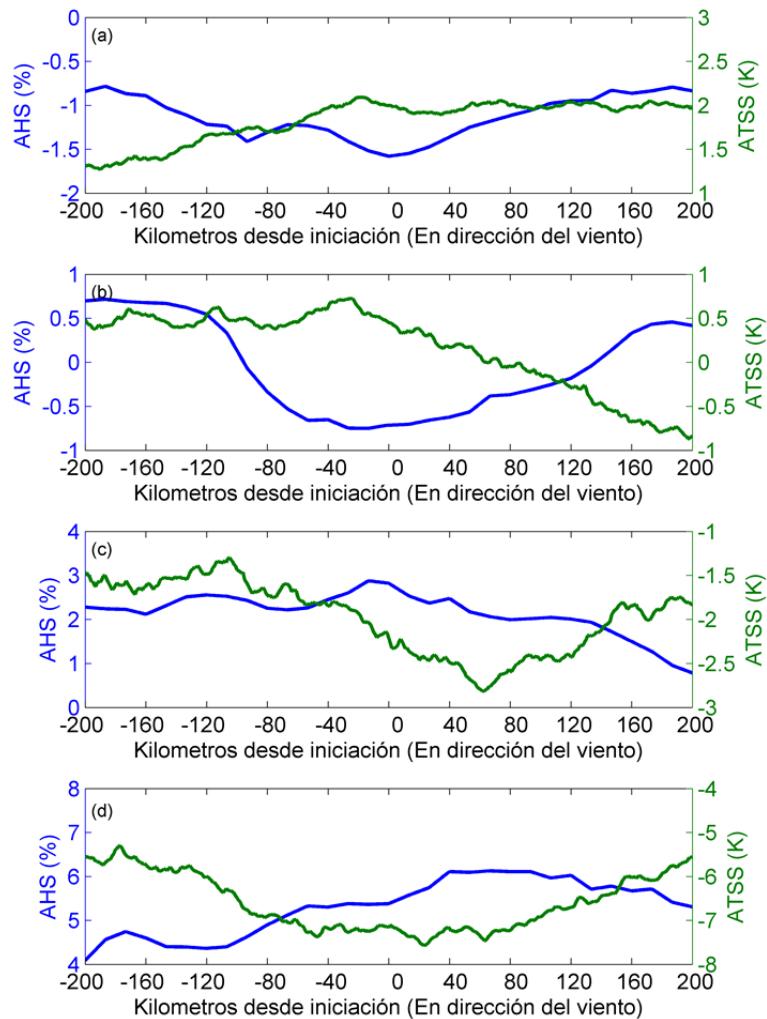 0
3
(a)
-0.5
2.5
-1
2
-1.5
1.5
-2
1
AHS (%)
ATSS (K)
-200 -160 -120 -80 -40 0 40 80 120 160 200
Kilometros desde iniciación (En dirección del viento)
1
1
(b)
0.5
0.5
0
0
-0.5
-0.5
-1
-1
AHS (%)
ATSS (K)
-200 -160 -120 -80 -40 0 40 80 120 160 200
Kilometros desde iniciación (En dirección del viento)
4
-1
(c)
3
-1.5
2
-2
1
-2.5
0
-3
AHS (%)
ATSS (K)
-200 -160 -120 -80 -40 0 40 80 120 160 200
Kilometros desde iniciación (En dirección del viento)
8
-4
(d)
7
-5
6
-6
5
-7
4
-8
AHS (%)
ATSS (K)
-200 -160 -120 -80 -40 0 40 80 120 160 200
Kilometros desde iniciación (En dirección del viento)